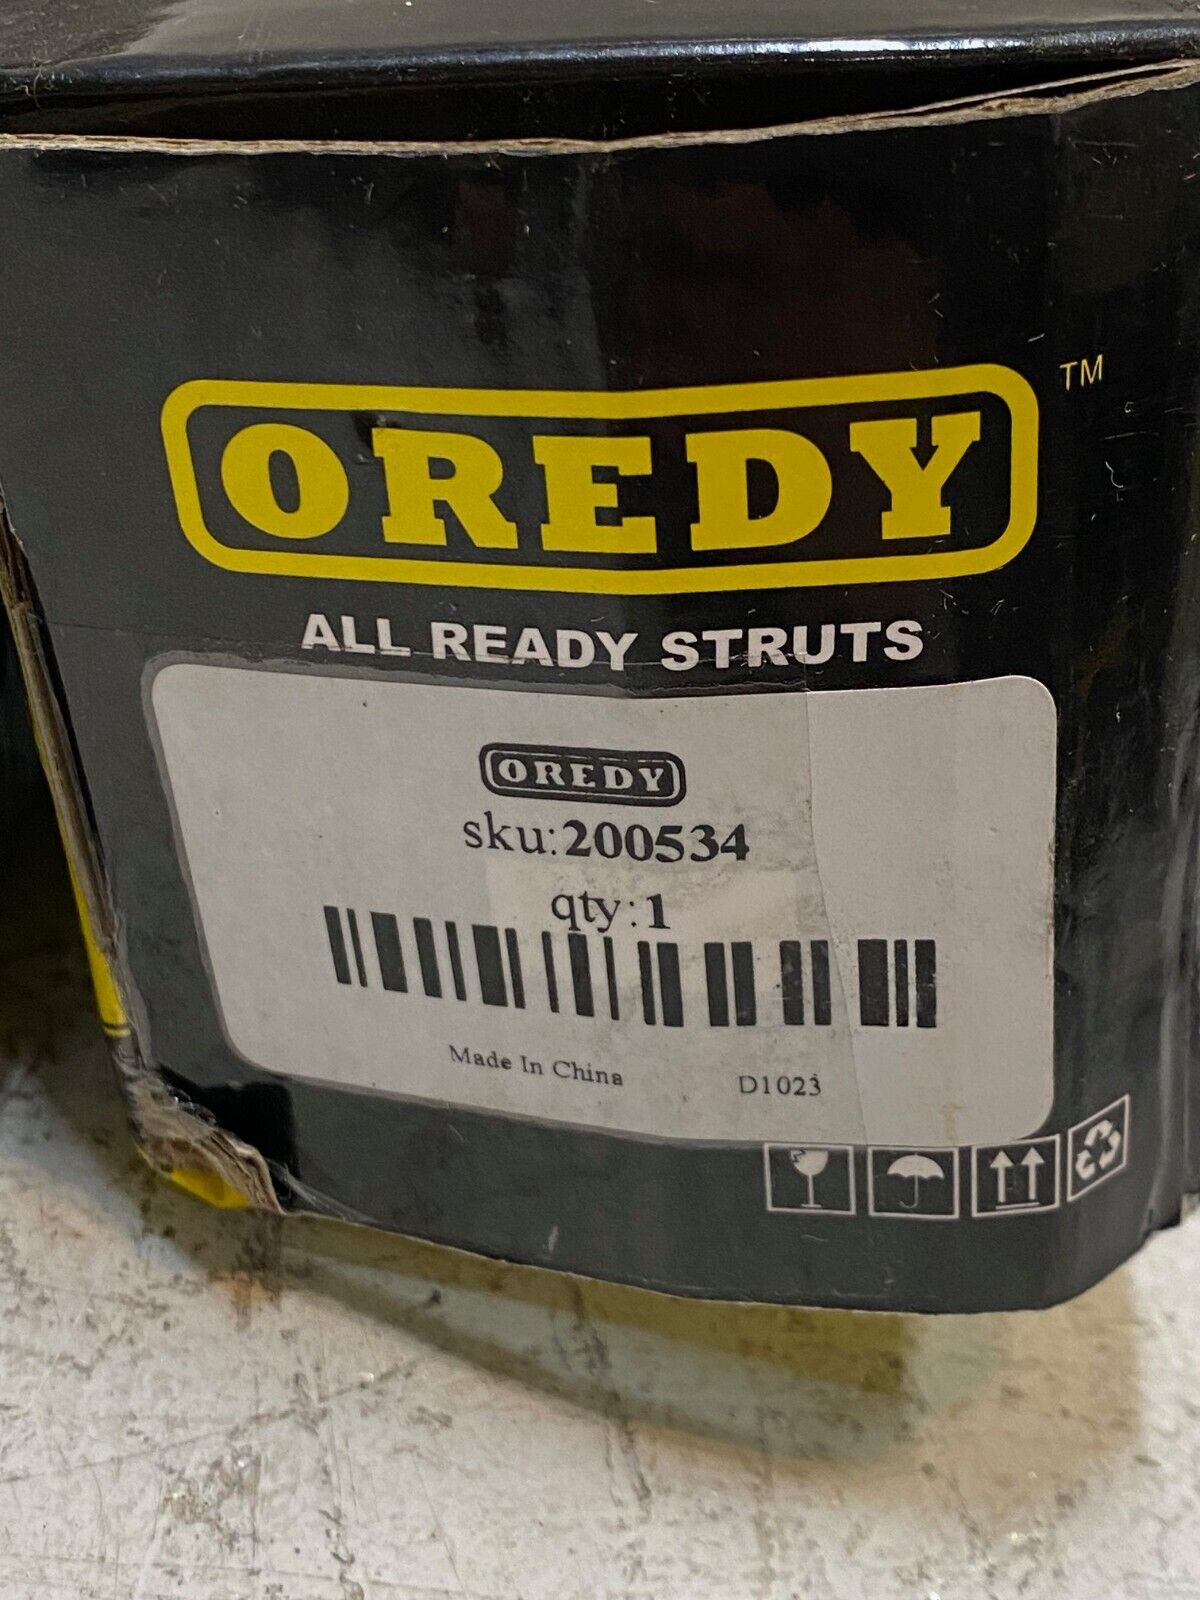 OREDY TM
ALL READY STRUTS
OREDY
sku:200534
qty:1
Made In China D1023